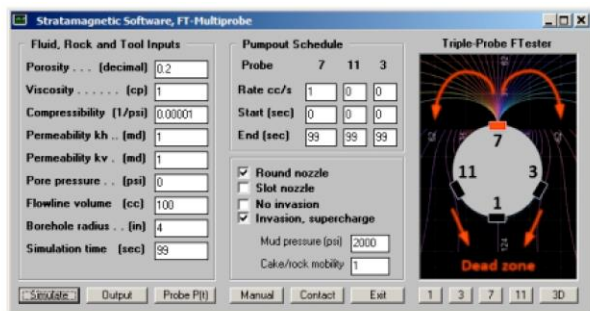 Stratamagnetic Software, FT-Multiprobe
Fluid, Rock and Tool Inputs
Porosity . . . (decimal) 0.2
Viscosity . . . . . . (cp) 1
Compressibility (1/psi) 0.00001
Permeability kh .. (md) 1
Permeability kv . (md) 1
Pore pressure . . (psi) 0
Flowline volume (cc) 100
Borehole radius . . (in) 4
Simulation time (sec) 99
Pumpout Schedule
Probe 7 11 3
Rate cc/s 1 0 0
Start (sec) 0 0 0
End (sec) 99 99 99
Round nozzle
Slot nozzle
No invasion
Invasion, supercharge
Mud pressure (psi) 2000
Cake/rock mobility 1
Triple-Probe FTester
7
11 3
1
124
Dead zone
Simulate Output Probe P(t) Manual Contact Exit 1 3 7 11 3D